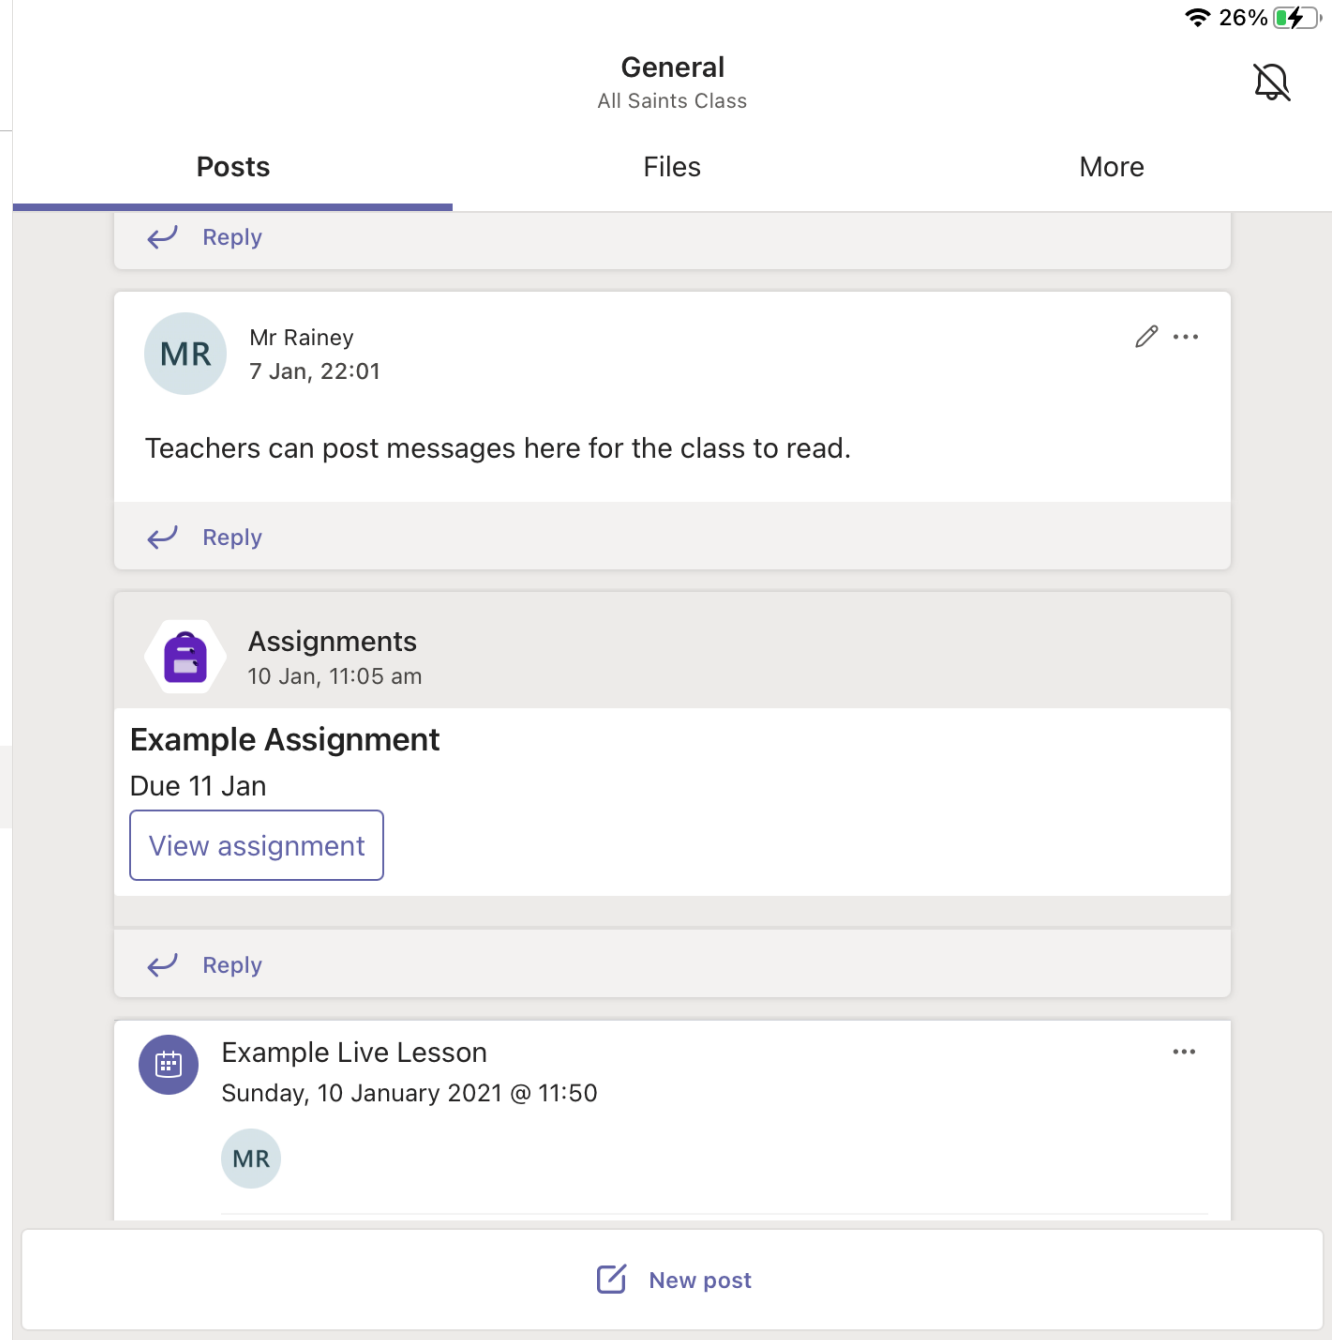 26%
General
All Saints Class
Posts
Files
More
Reply
MR
Mr Rainey
7 Jan, 22:01
Teachers can post messages here for the class to read.
Reply
Assignments
10 Jan, 11:05 am
Example Assignment
Due 11 Jan
View assignment
Reply
Example Live Lesson
Sunday, 10 January 2021 @ 11:50
MR
New post